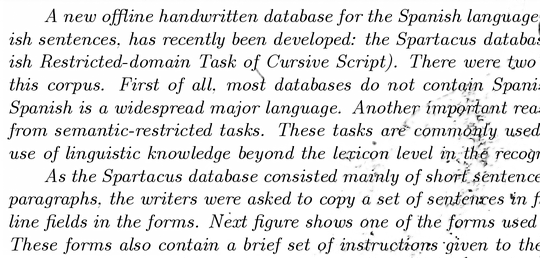 A new offline handwritten database for the Spanish language
ish sentences, has recently been developed: the Spartacus databas
ish Restricted-domain Task of Cursive Script). There were two
this corpus. First of all, most databases do not contain Spani
Spanish is a widespread major language. Another important rea
from semantic-restricted tasks. These tasks are commonly used
use of linguistic knowledge beyond the lexicon level in the recogn
As the Spartacus database consisted mainly of short sentence
paragraphs, the writers were asked to copy a set of sentences in f
line fields in the forms. Next figure shows one of the forms used
These forms also contain a brief set of instructions given to the